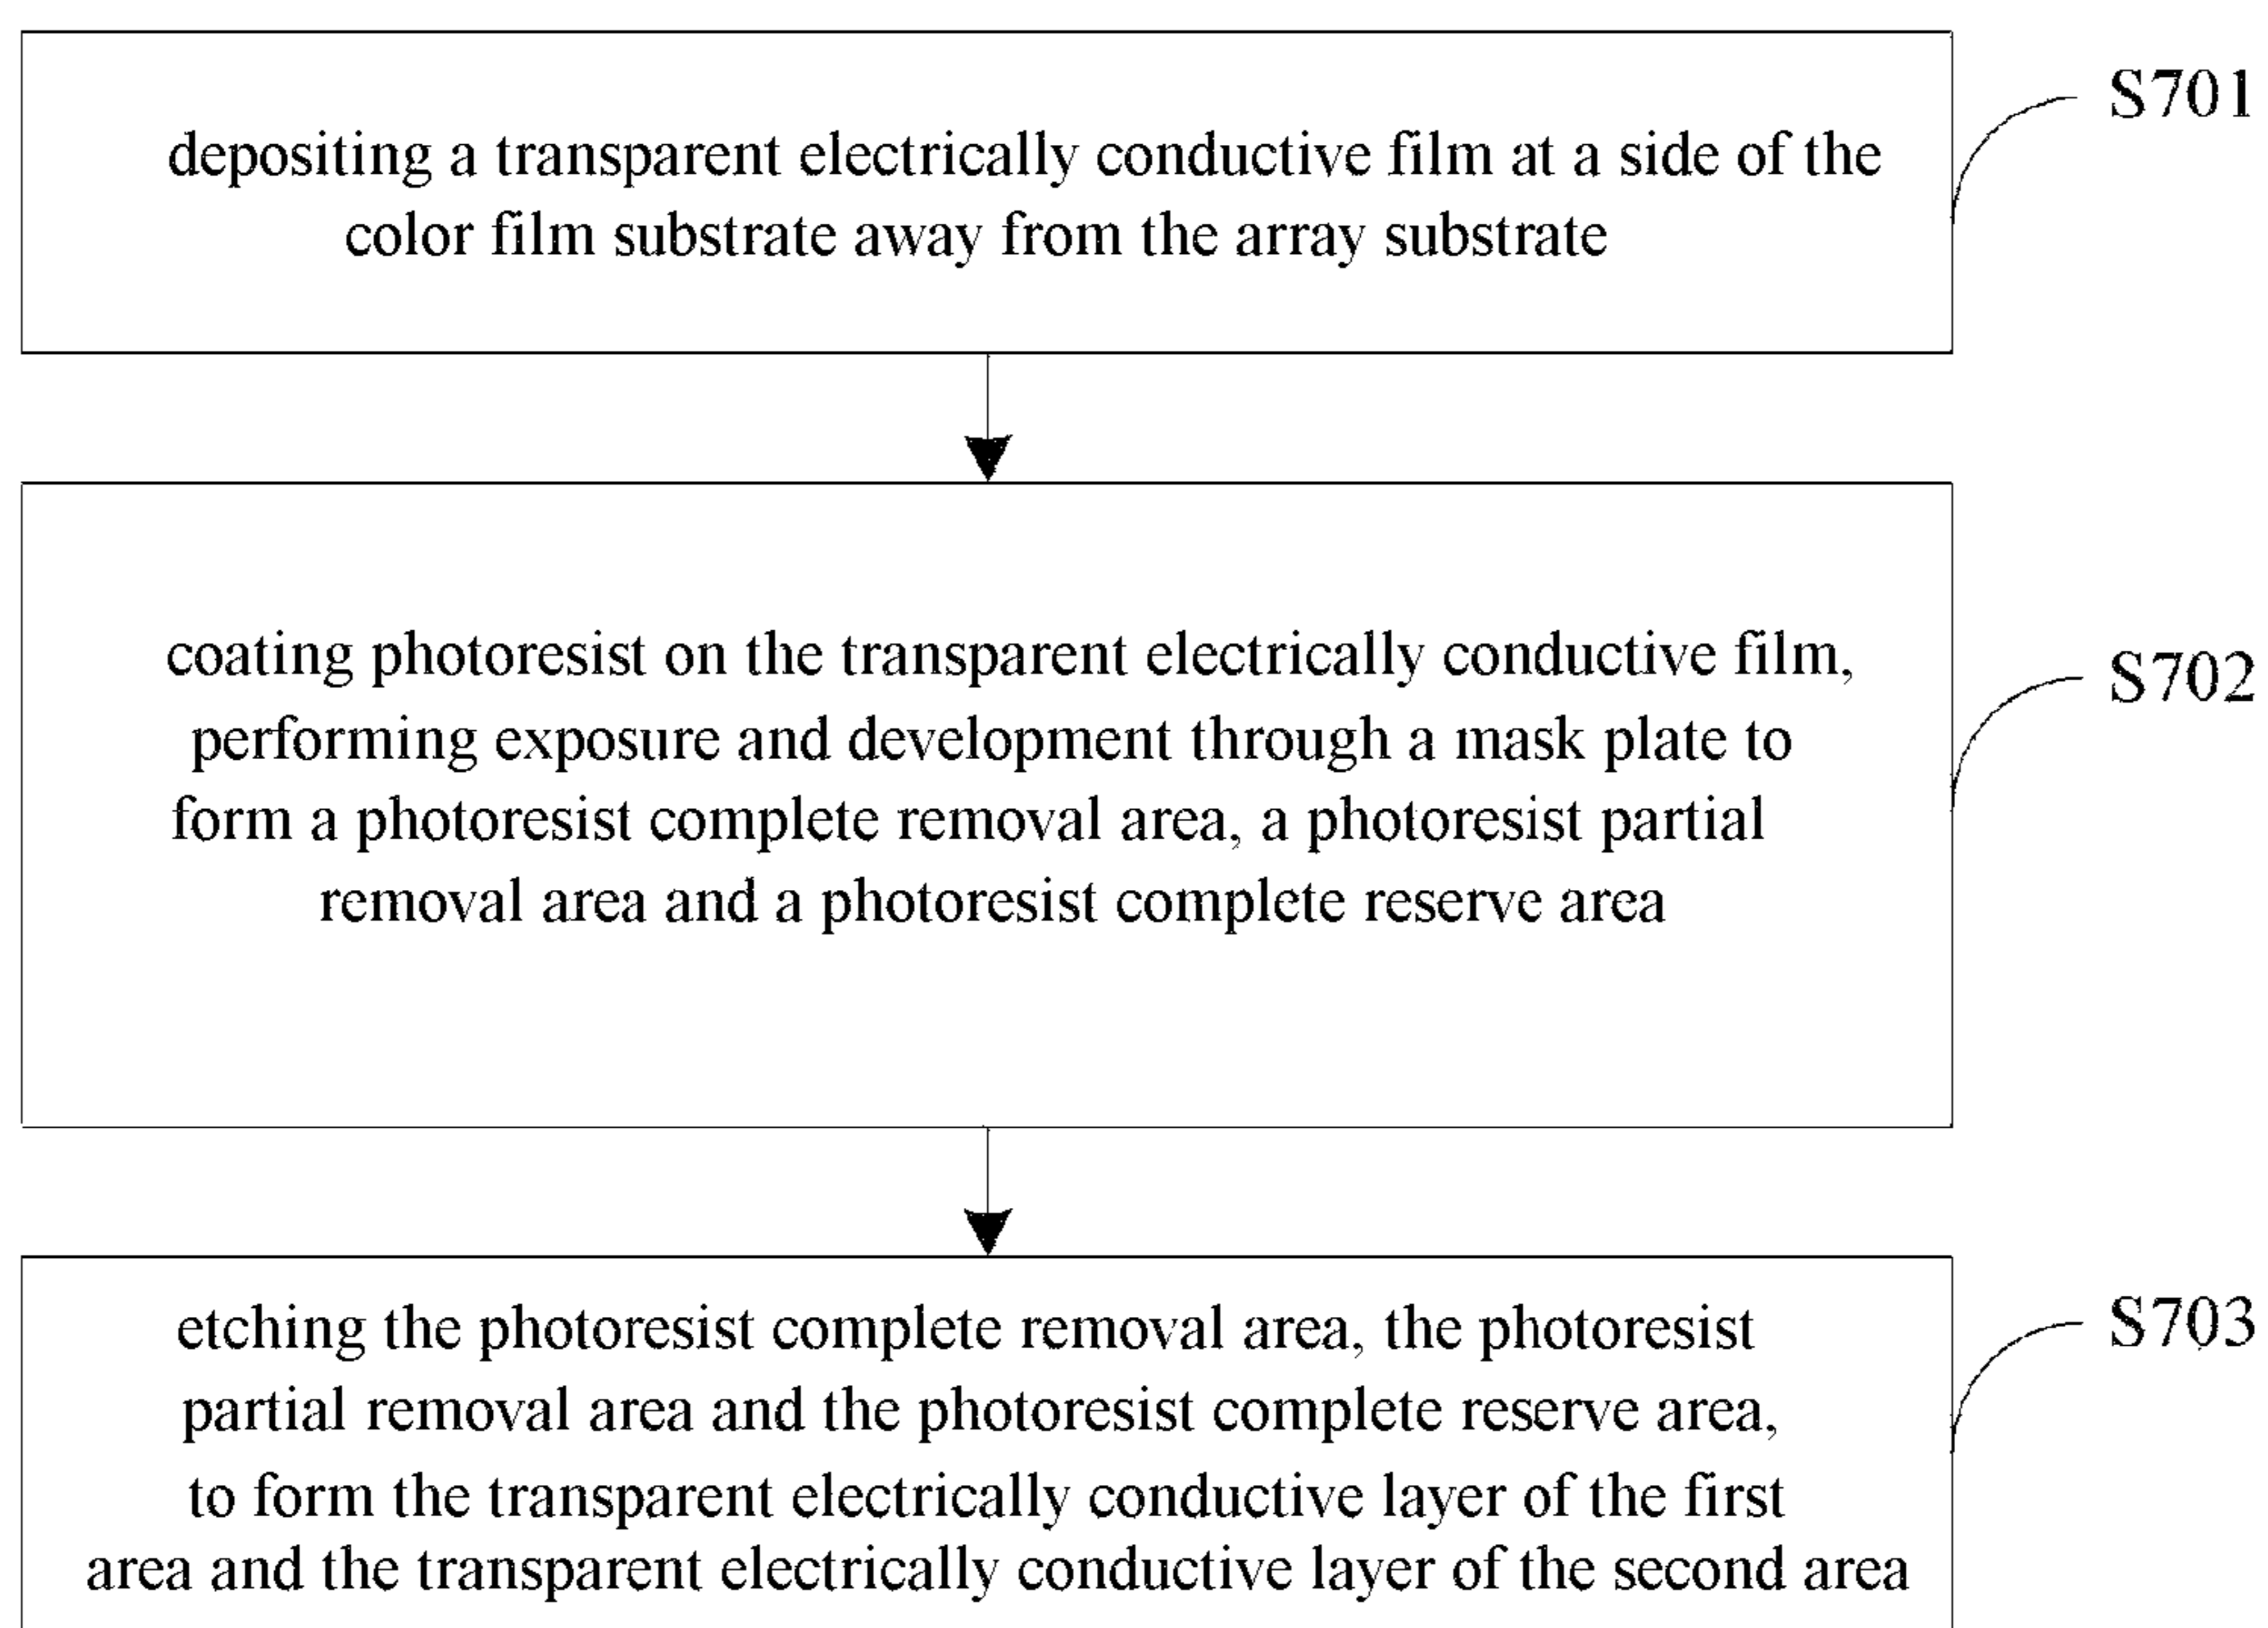 S701
depositing a transparent electrically conductive film at a side of the
color film substrate away from the array substrate
S702
coating photoresist on the transparent electrically conductive film,
performing exposure and development through a mask plate to
form a photoresist complete removal area, a photoresist partial
removal area and a photoresist complete reserve area
S703
etching the photoresist complete removal area, the photoresist
partial removal area and the photoresist complete reserve area,
to form the transparent electrically conductive layer of the first
area and the transparent electrically conductive layer of the second area